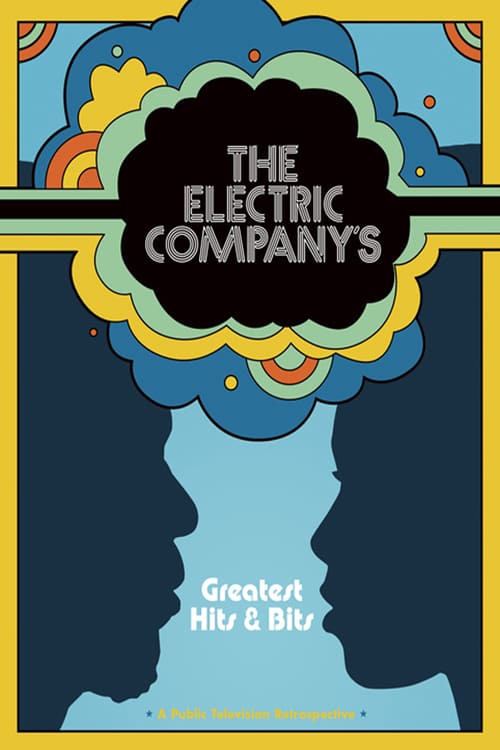 THE
ELECTRIC
COMPANY'S
Greatest
Hits & Bits
★ A Public Television Retrospective ★